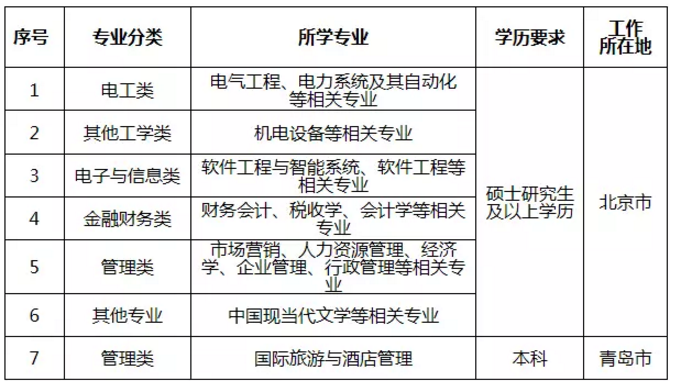 序号 专业分类 所学专业 学历要求 工作
所在地
1 电工类 电气工程、电力系统及其自动化
等相关专业
2 其他工学类 机电设备等相关专业
3 电子与信息类 软件工程与智能系统、软件工程等
相关专业
4 金融财务类 财务会计、税收学、会计学等相关
专业
5 管理类 市场营销、人力资源管理、经济
学、企业管理、行政管理等相关专
业
6 其他专业 中国现当代文学等相关专业
硕士研究生
及以上学历
北京市
7 管理类 国际旅游与酒店管理 本科 青岛市